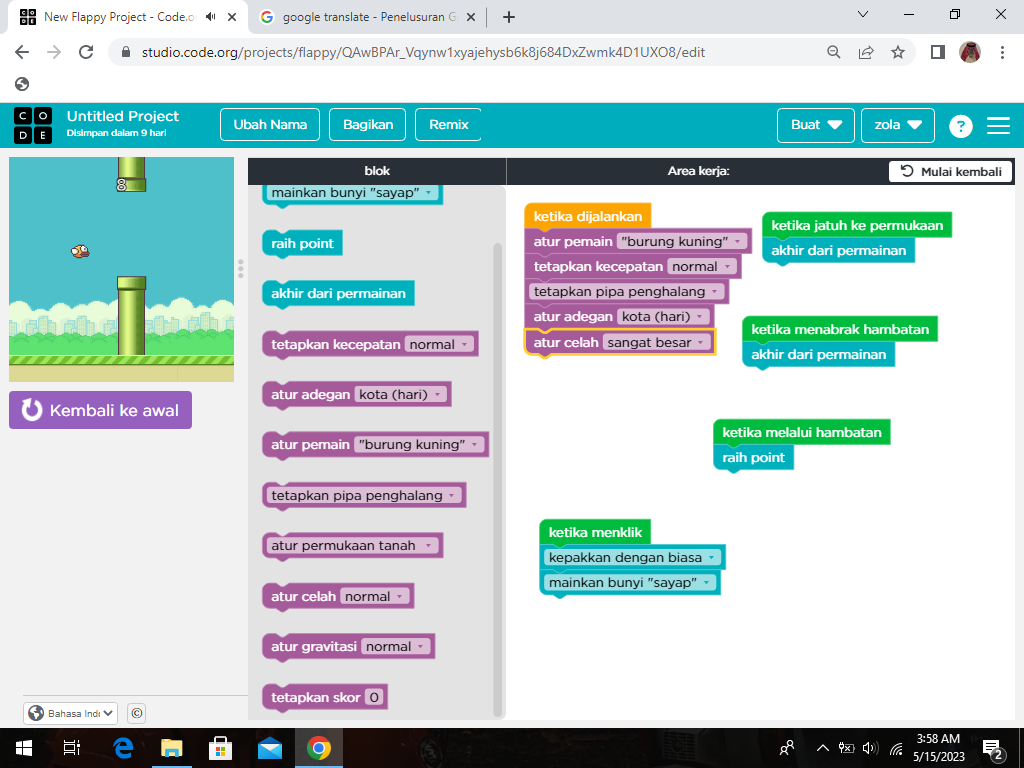 New Flappy Project - Code.o
google translate - Penelusuran G
studio.code.org/projects/flappy/QAwBPAr_Vqynw1xyajehysb6k8j684DxZwmk4D1UXO8/edit
C O
D E
Untitled Project
Disimpan dalam 9 hari
Ubah Nama
Bagikan
Remix
Buat
zola
?
blok
Area kerja:
Mulai kembali
8
Kembali ke awal
mainkan bunyi "sayap"
raih point
akhir dari permainan
tetapkan kecepatan normal
atur adegan kota (hari)
atur pemain "burung kuning"
tetapkan pipa penghalang
atur permukaan tanah
atur celah normal
atur gravitasi normal
tetapkan skor 0
ketika dijalankan
atur pemain "burung kuning"
tetapkan kecepatan normal
tetapkan pipa penghalang
atur adegan kota (hari)
atur celah sangat besar
ketika jatuh ke permukaan
akhir dari permainan
ketika menabrak hambatan
akhir dari permainan
ketika melalui hambatan
raih point
ketika menklik
kepakkan dengan biasa
mainkan bunyi "sayap"
Bahasa Ind
©
3:58 AM
5/15/2023
2